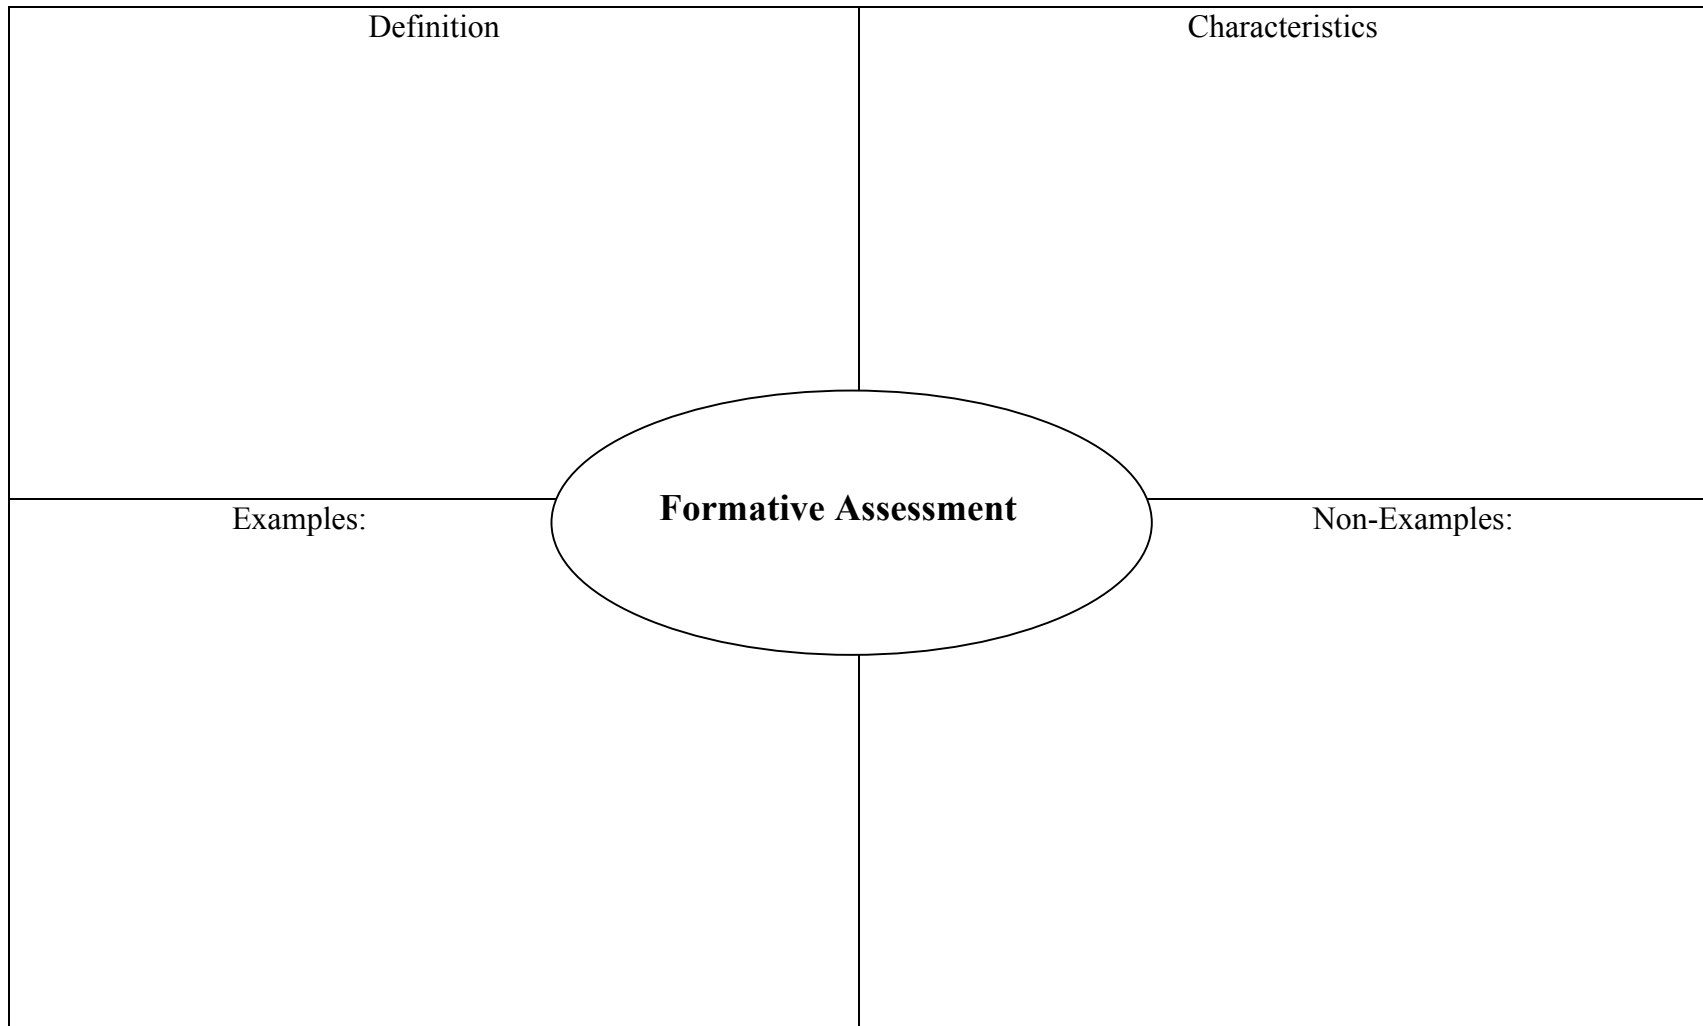 Definition
Characteristics
Formative Assessment
Examples:
Non-Examples: